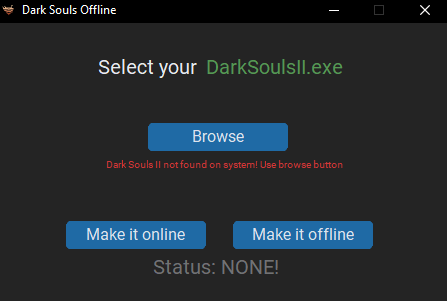 Dark Souls Offline
Select your DarkSoulsII.exe
Browse
Dark Souls II not found on system! Use browse button
Make it online Make it offline
Status: NONE!